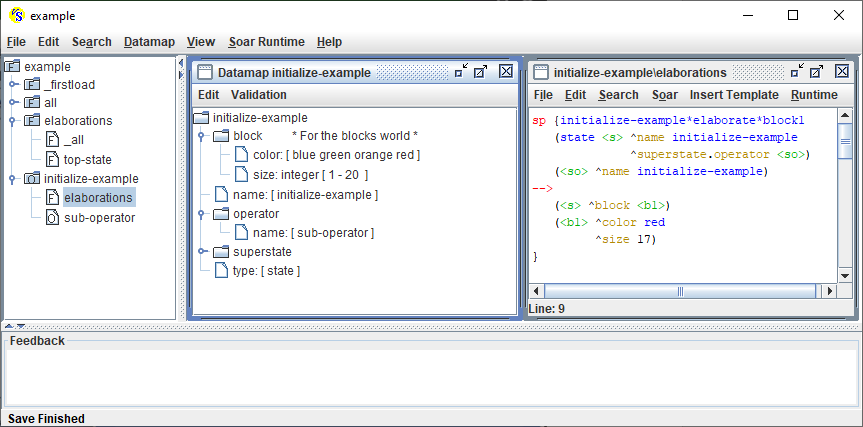 example
File Edit Search Datamap View Soar Runtime Help
example
_firstload
all
elaborations
_all
top-state
initialize-example
elaborations
sub-operator
Datamap initialize-example
Edit Validation
initialize-example
block * For the blocks world *
color: [ blue green orange red ]
size: integer [ 1 - 20 ]
name: [ initialize-example ]
operator
name: [ sub-operator ]
superstate
type: [ state ]
initialize-example\elaborations
File Edit Search Soar Insert Template Runtime
sp {initialize-example*elaborate*block1
(state <s> ^name initialize-example
^superstate.operator <so>)
(<so> ^name initialize-example)
-->
(<s> ^block <bl>)
(<bl> ^color red
^size 17)
}
Line: 9
Feedback
Save Finished